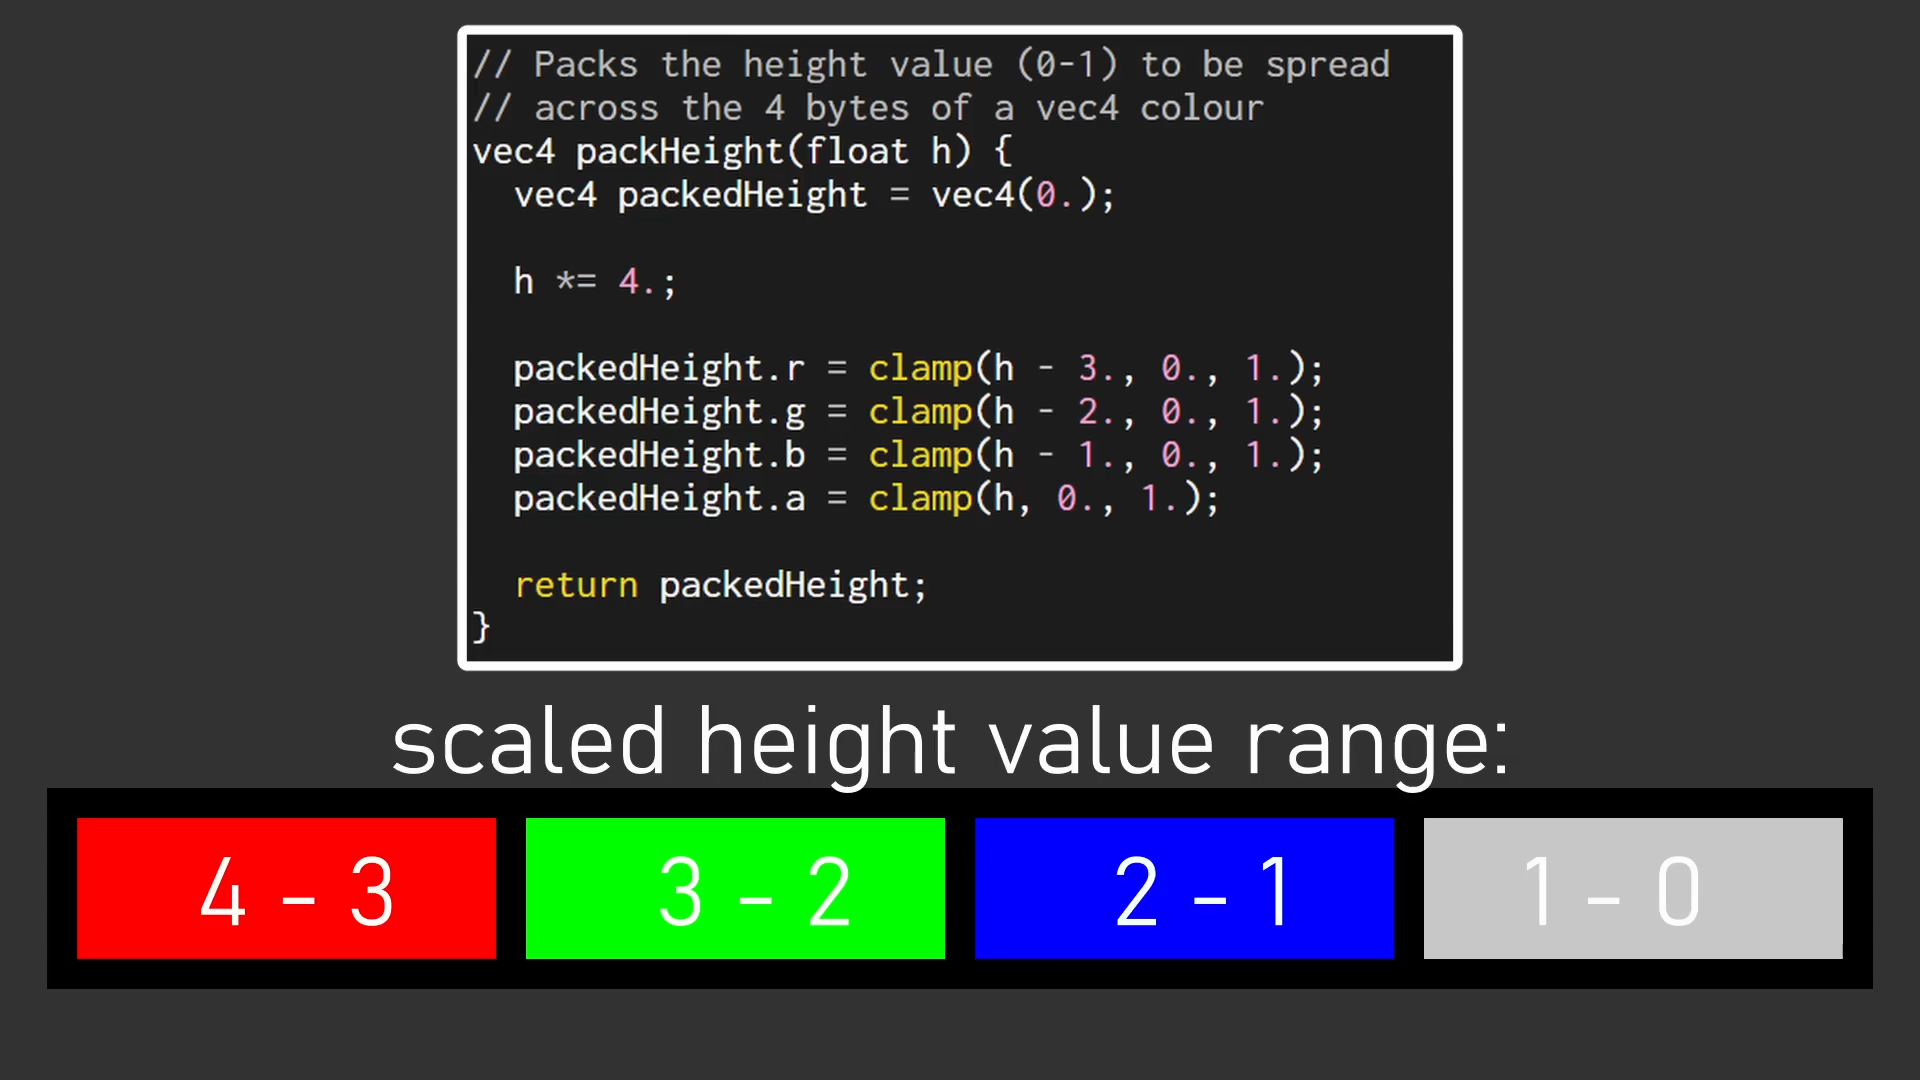 // Packs the height value (0-1) to be spread
// across the 4 bytes of a vec4 colour
vec4 packHeight(float h) {
  vec4 packedHeight = vec4(0.);
  h *= 4.;
  packedHeight.r = clamp(h - 3., 0., 1.);
  packedHeight.g = clamp(h - 2., 0., 1.);
  packedHeight.b = clamp(h - 1., 0., 1.);
  packedHeight.a = clamp(h, 0., 1.);
  return packedHeight;
}
scaled height value range:
4 - 3 3 - 2 2 - 1 1 - 0